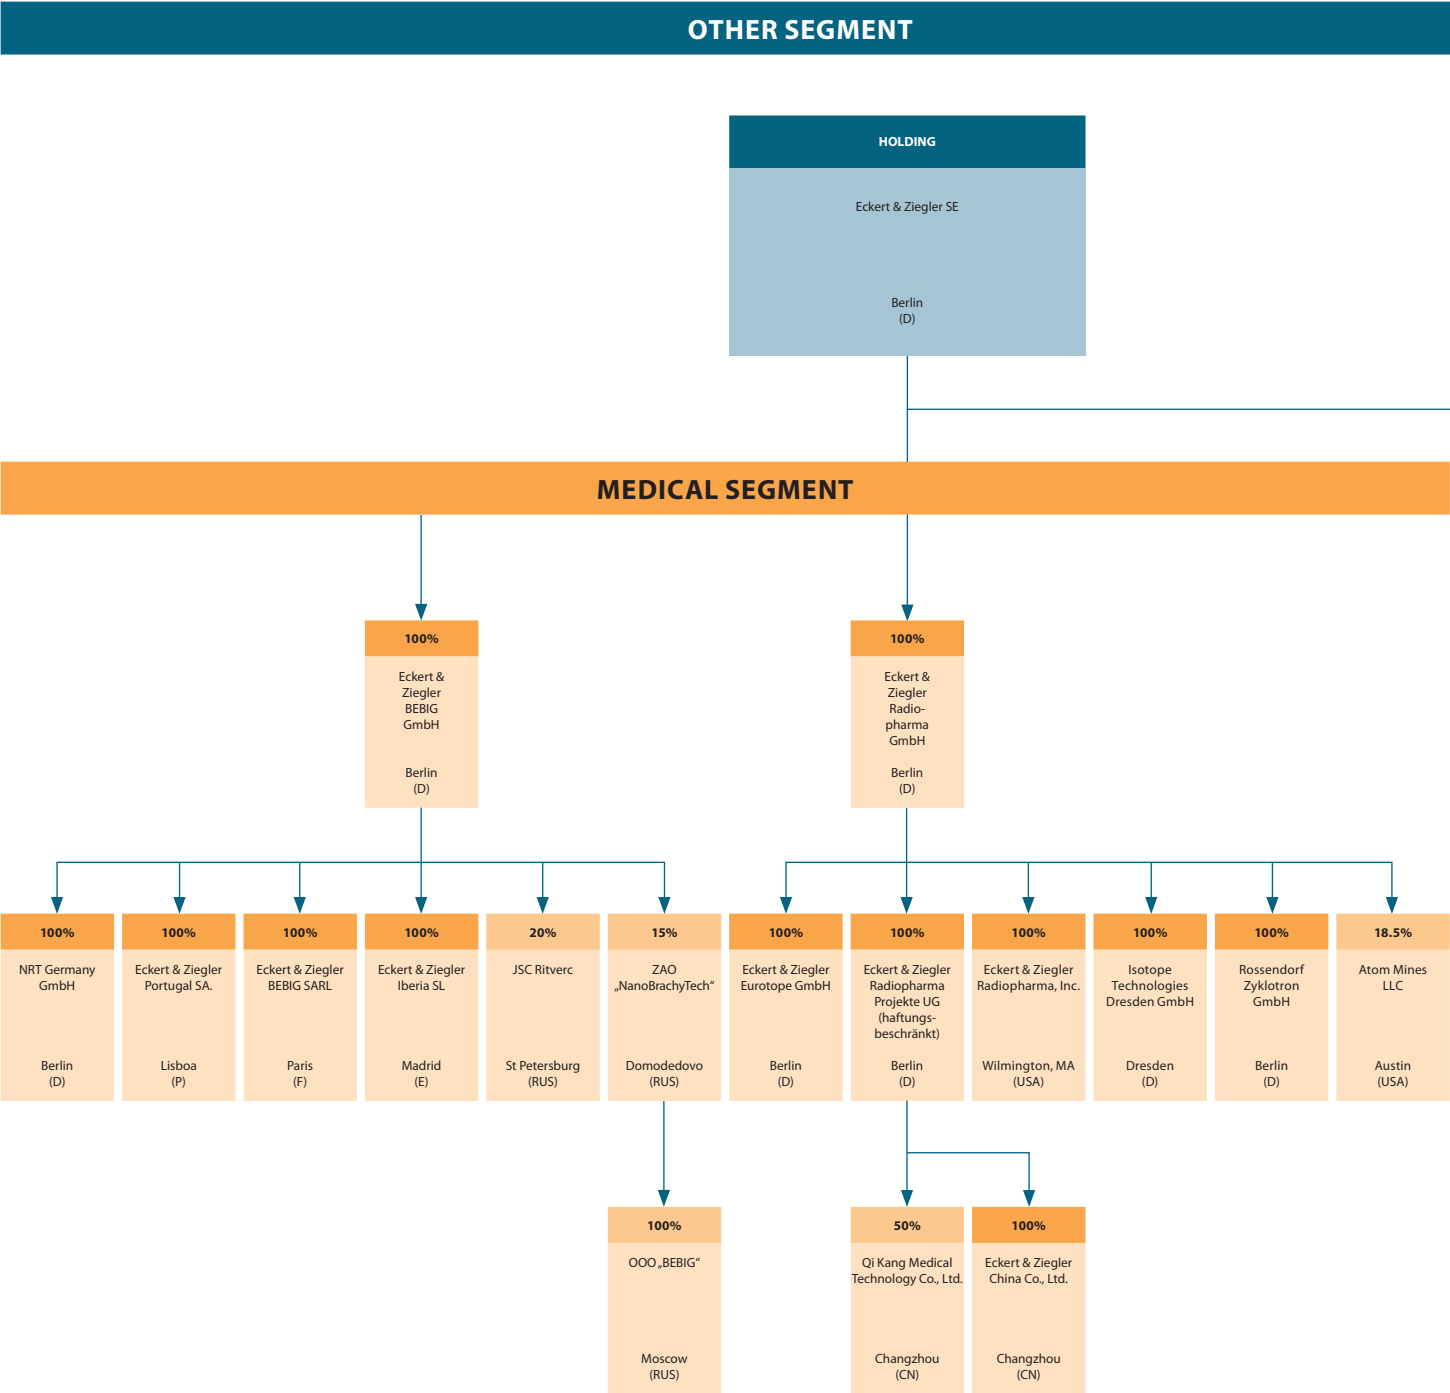 OTHER SEGMENT
HOLDING
Eckert & Ziegler SE
Berlin
(D)
MEDICAL SEGMENT
100%
Eckert &
Ziegler
BEBIG
GmbH
Berlin
(D)
100%
Eckert &
Ziegler
Radio-
pharma
GmbH
Berlin
(D)
100%
NRT Germany
GmbH
Berlin
(D)
100%
Eckert & Ziegler
Portugal SA.
Lisboa
(P)
100%
Eckert & Ziegler
BEBIG SARL
Paris
(F)
100%
Eckert & Ziegler
Iberia SL
Madrid
(E)
20%
JSC Ritverc
St Petersburg
(RUS)
15%
ZAO
„NanoBrachyTech“
Domodedovo
(RUS)
100%
Eckert & Ziegler
Eurotope GmbH
Berlin
(D)
100%
Eckert & Ziegler
Radiopharma
Projekte UG
(haftungs-
beschränkt)
Berlin
(D)
100%
Eckert & Ziegler
Radiopharma, Inc.
Wilmington, MA
(USA)
100%
Isotope
Technologies
Dresden GmbH
Dresden
(D)
100%
Rossendorf
Zyklotron
GmbH
Berlin
(D)
18.5%
Atom Mines
LLC
Austin
(USA)
100%
OOO „BEBIG“
Moscow
(RUS)
50%
Qi Kang Medical
Technology Co., Ltd.
Changzhou
(CN)
100%
Eckert & Ziegler
China Co., Ltd.
Changzhou
(CN)